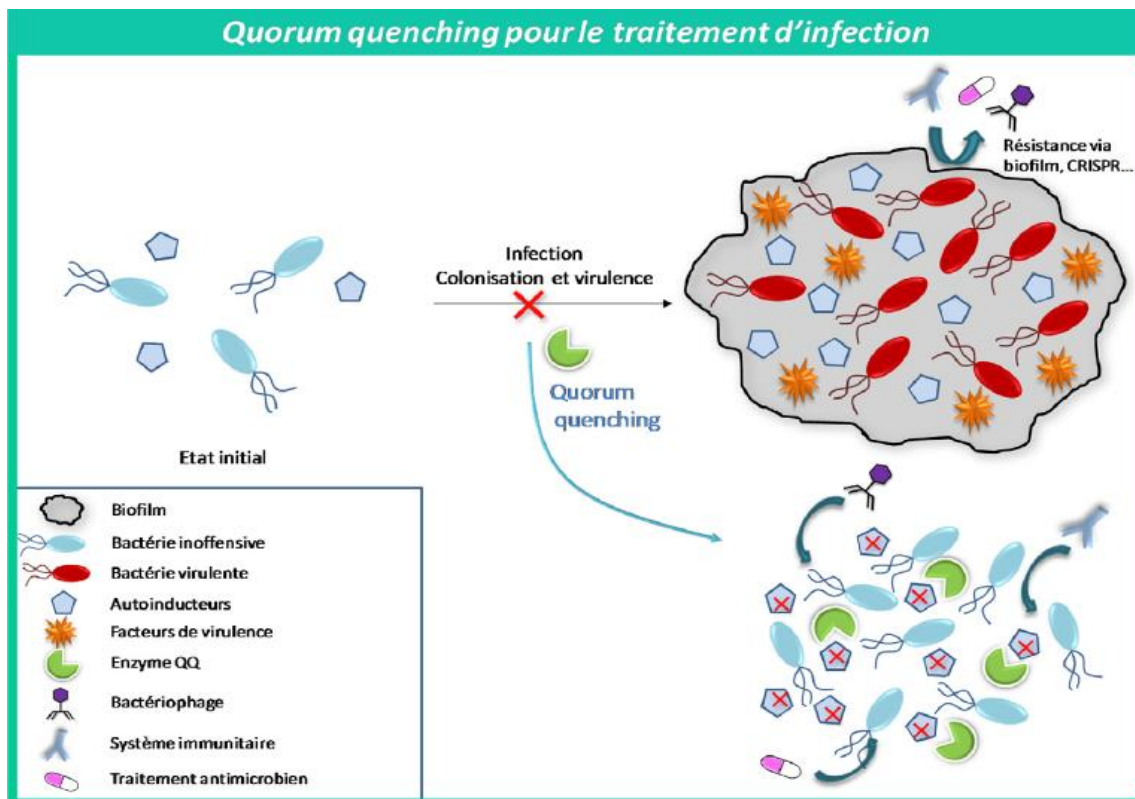 Quorum quenching pour le traitement d'infection
Résistance via
biofilm, CRISPR...
Infection
Colonisation et virulence
Quorum
quenching
Etat initial
Biofilm
Bactérie inoffensive
Bactérie virulente
Autoinducteurs
Facteurs de virulence
Enzyme QQ
Bactériophage
Système immunitaire
Traitement antimicrobien